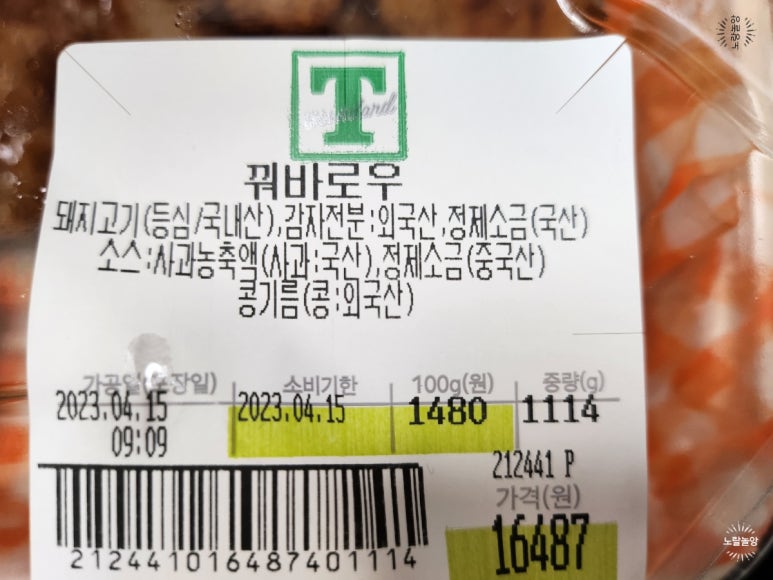 T
꿔바로우
돼지고기(등심/국내산),감자전분:외국산,정제소금(국산)
소스:사과농축액(사과:국산),정제소금(중국산)
콩기름(콩:외국산)
가공일(포장일) 소비기한 100g(원) 중량(g)
2023.04.15 2023.04.15 1480 1114
09:09
212441 P
가격(원)
16487
212441016487401114
노랄놀양